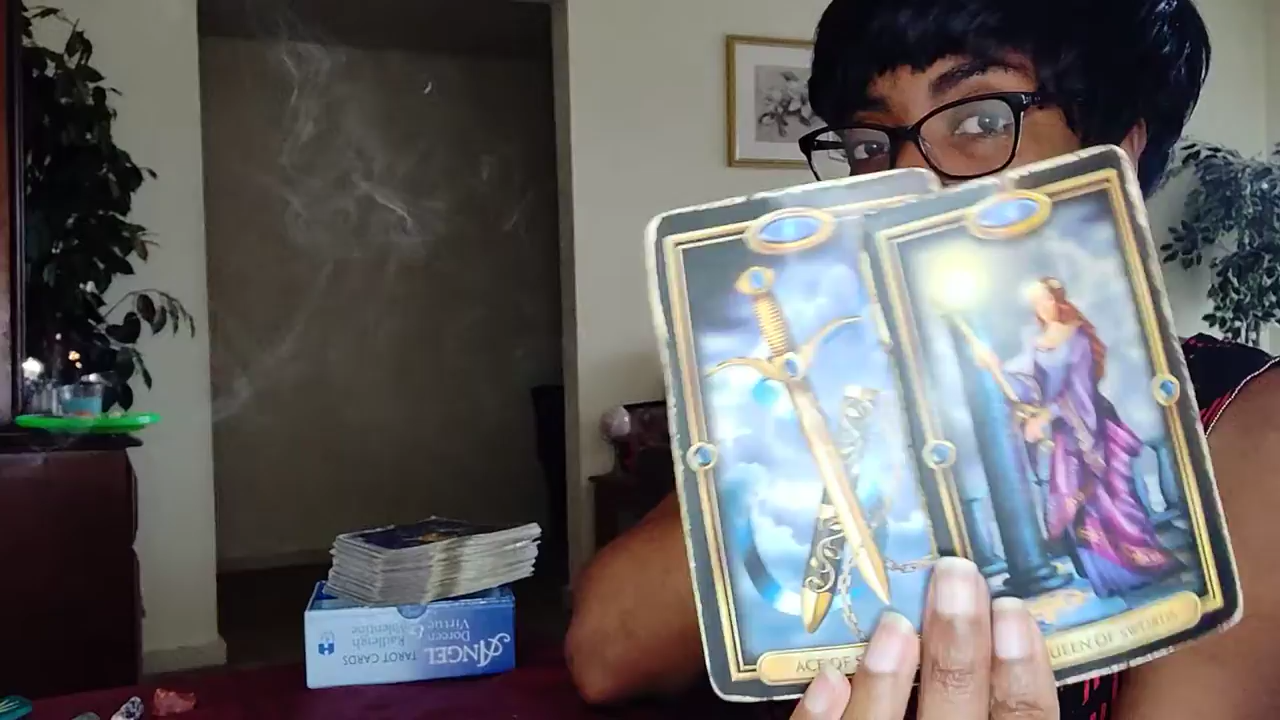 ACE OF S
QUEEN OF SWORDS
ANGEL
TAROT CARDS
Doreen Virtue
&
Radleigh Valentine